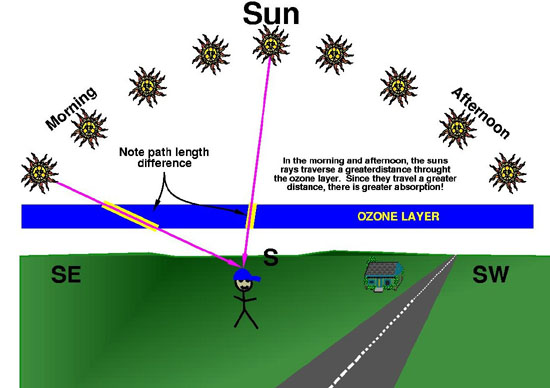 Sun
Morning
Afternoon
Note path length
difference
In the morning and afternoon, the suns
rays traverse a greaterdistance throught
the ozone layer. Since they travel a greater
distance, there is greater absorption!
OZONE LAYER
S
SE
SW